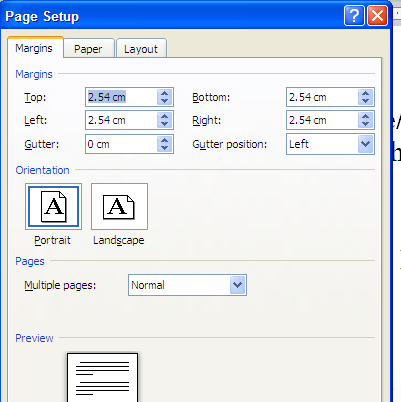 Page Setup
Margins Paper Layout
Margins
Top: 2.54 cm Bottom: 2.54 cm
Left: 2.54 cm Right: 2.54 cm
Gutter: 0 cm Gutter position: Left
Orientation
A A
Portrait Landscape
Pages
Multiple pages: Normal
Preview